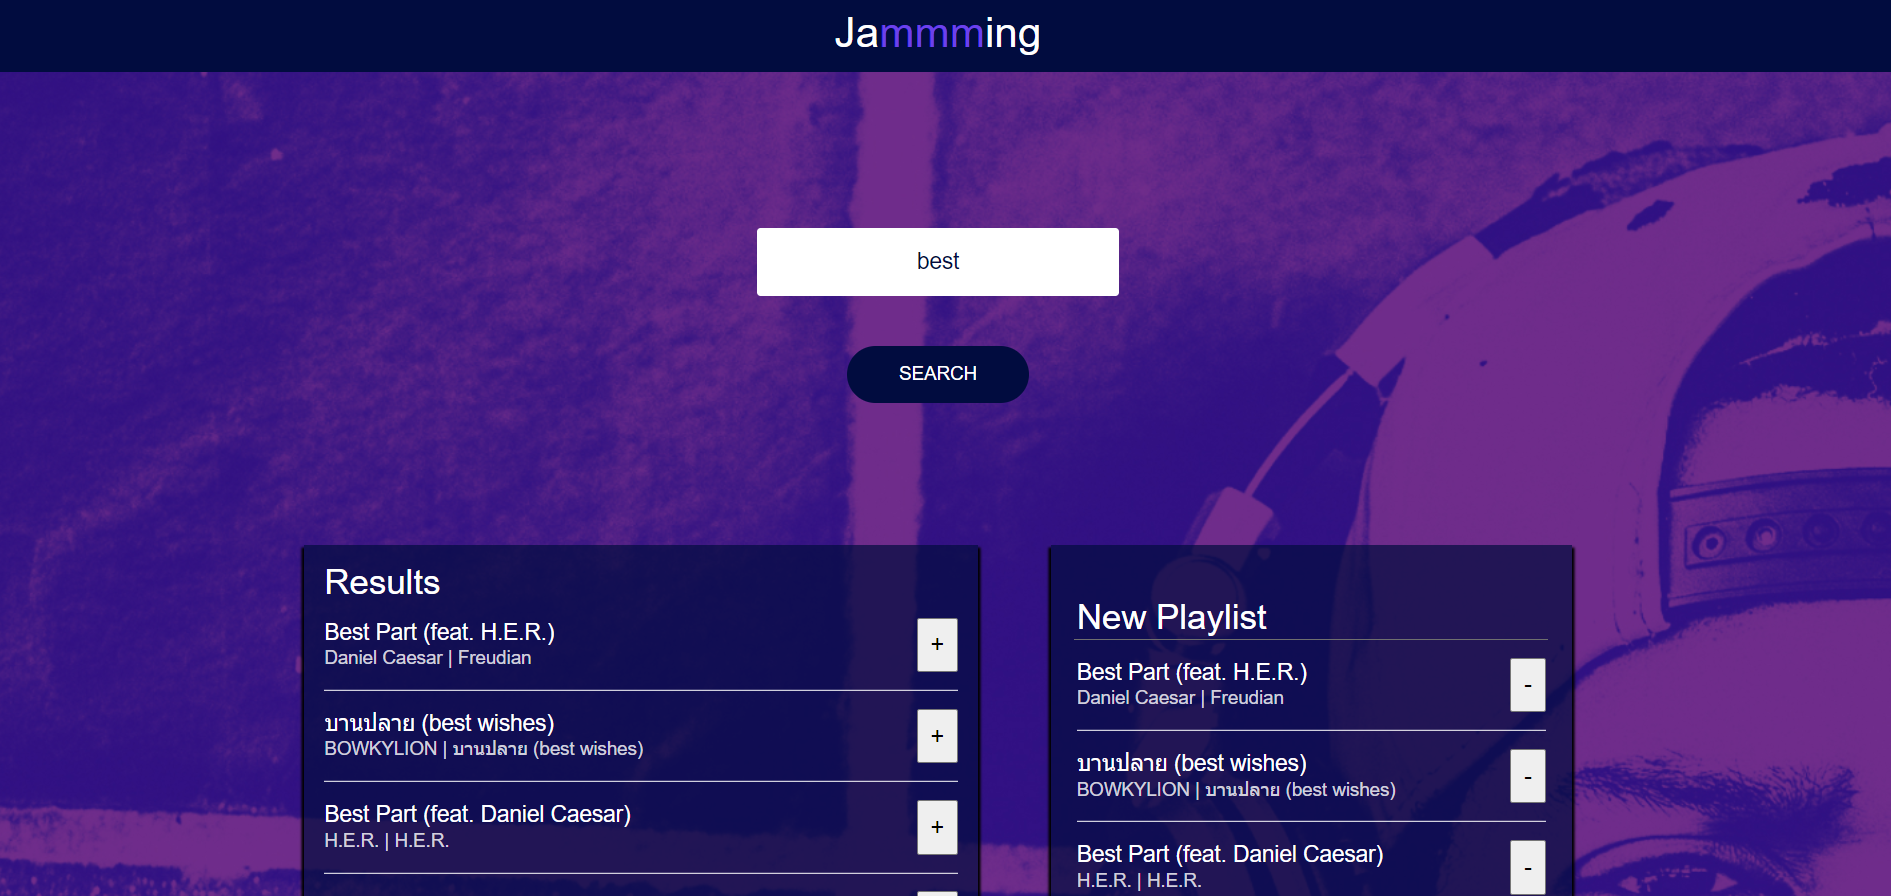 Jammming
best
SEARCH
Results
Best Part (feat. H.E.R.)
Daniel Caesar | Freudian
+
บานปลาย (best wishes)
BOWKYLION | บานปลาย (best wishes)
+
Best Part (feat. Daniel Caesar)
H.E.R. | H.E.R.
+
New Playlist
Best Part (feat. H.E.R.)
Daniel Caesar | Freudian
-
บานปลาย (best wishes)
BOWKYLION | บานปลาย (best wishes)
-
Best Part (feat. Daniel Caesar)
H.E.R. | H.E.R.
-